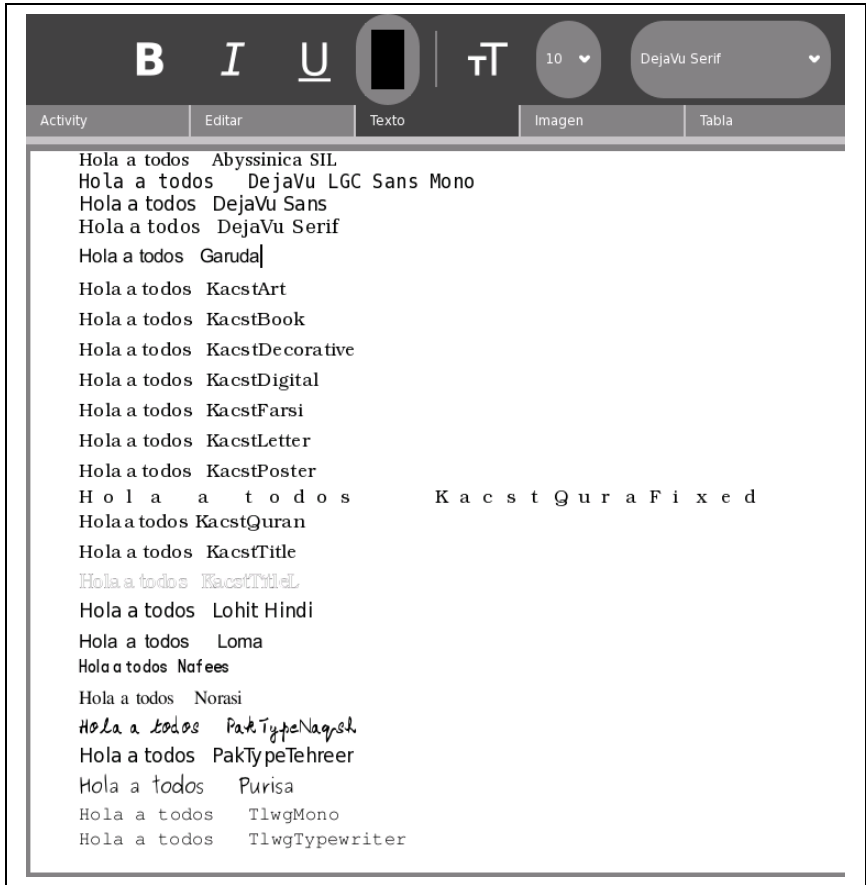 B I U TT 10 DejaVu Serif
Activity Editar Texto Imagen Tabla
Hola a todos Abyssinica SIL
Hola a todos DejaVu LGC Sans Mono
Hola a todos DejaVu Sans
Hola a todos DejaVu Serif
Hola a todos Garuda
Hola a todos KacstArt
Hola a todos KacstBook
Hola a todos KacstDecorative
Hola a todos KacstDigital
Hola a todos KacstFarsi
Hola a todos KacstLetter
Hola a todos KacstPoster
Hola a todos KacstQuraFixed
Hola a todos KacstQuran
Hola a todos KacstTitle
Hola a todos KacstTitleL
Hola a todos Lohit Hindi
Hola a todos Loma
Hola a todos Nafees
Hola a todos Norasi
Hola a todos PakTypeNaqsh
Hola a todos PakTypeTehreer
Hola a todos Purisa
Hola a todos TlwgMono
Hola a todos TlwgTypewriter